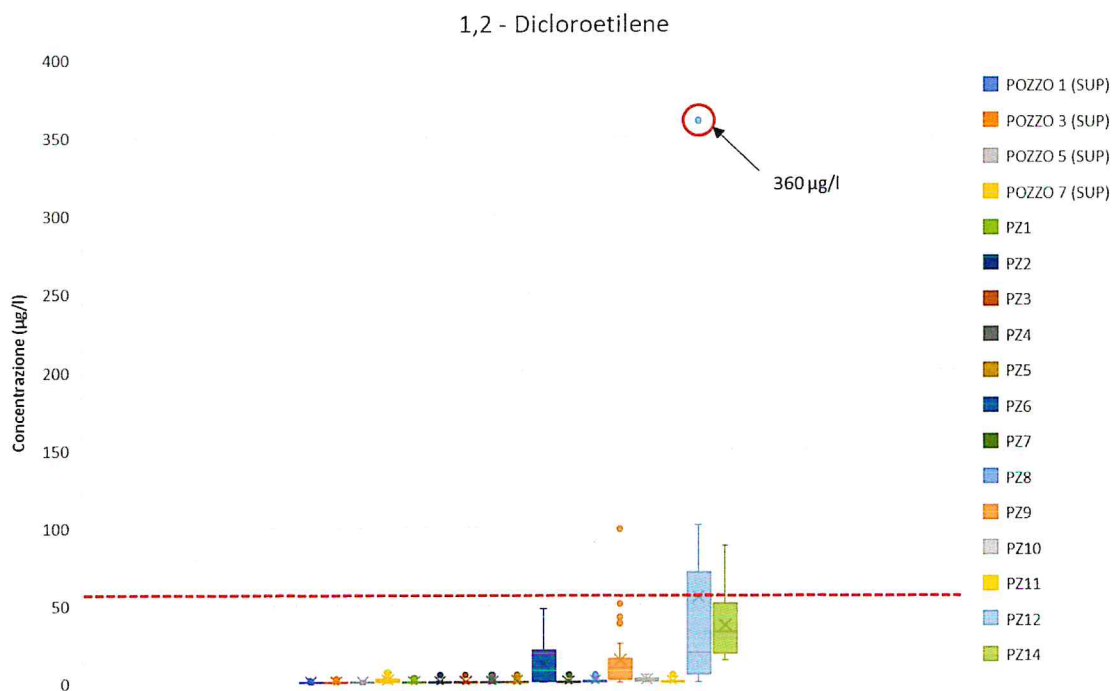 1,2 - Dicloroetilene
400
350
300
250
200
150
100
50
0
Concentrazione (µg/l)
360 µg/l
POZZO 1 (SUP)
POZZO 3 (SUP)
POZZO 5 (SUP)
POZZO 7 (SUP)
PZ1
PZ2
PZ3
PZ4
PZ5
PZ6
PZ7
PZ8
PZ9
PZ10
PZ11
PZ12
PZ14